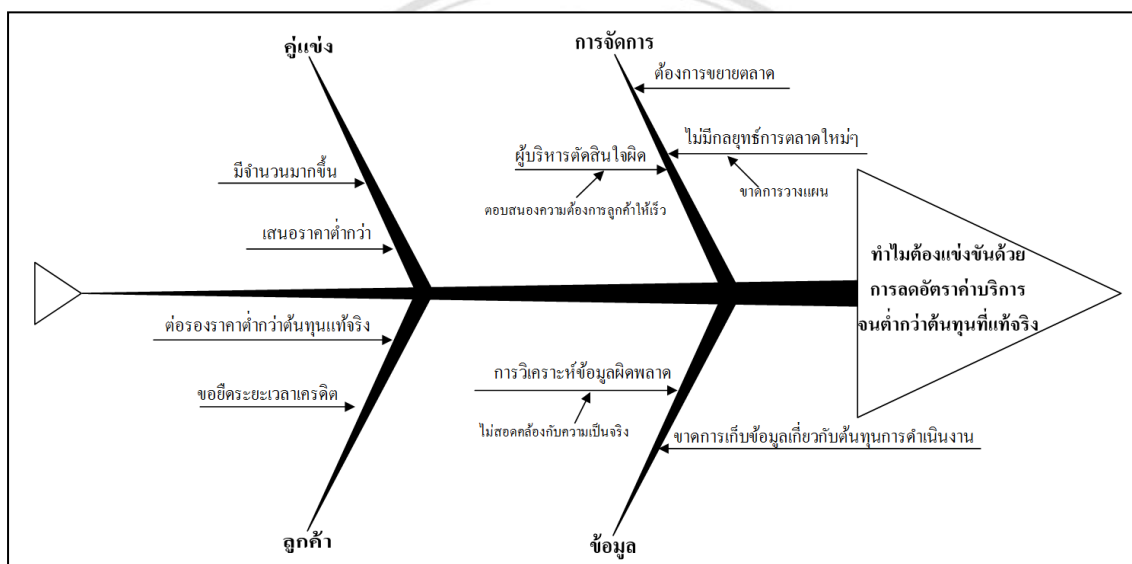 คู่แข่ง
การจัดการ
ต้องการขยายตลาด
ไม่มีกลยุทธ์การตลาดใหม่ๆ
ผู้บริหารตัดสินใจผิด
มีจำนวนมากขึ้น
ขาดการวางแผน
ตอบสนองความต้องการลูกค้าให้เร็ว
เสนอราคาต่ำกว่า
ทำไมต้องแข่งขันด้วย
การลดอัตราค่าบริการ
จนต่ำกว่าต้นทุนที่แท้จริง
ต่อรองราคาต่ำกว่าต้นทุนแท้จริง
การวิเคราะห์ข้อมูลผิดพลาด
ขอยืดระยะเวลาเครดิต
ไม่สอดคล้องกับความเป็นจริง
ขาดการเก็บข้อมูลเกี่ยวกับต้นทุนการดำเนินงาน
ลูกค้า
ข้อมูล